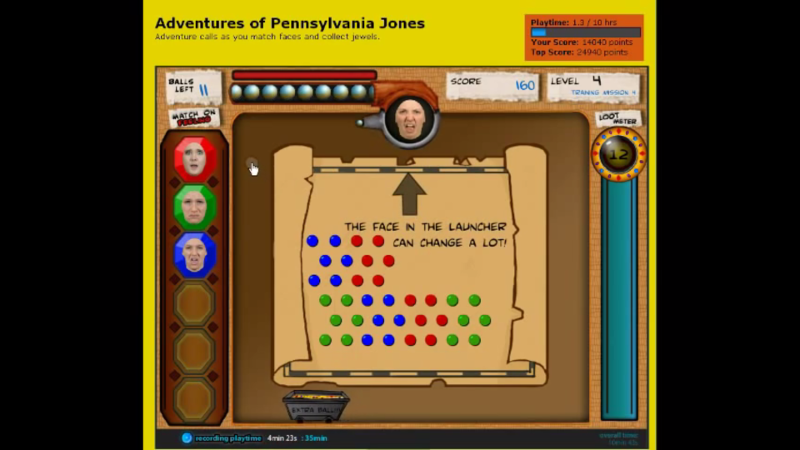 Adventures of Pennsylvania Jones
Adventure calls as you match faces and collect jewels.
Playtime: 1.3 / 10 hrs
Your Score: 14040 points
Top Score: 24940 points
BALLS
LEFT 11
SCORE
160
LEVEL 4
TRAINING MISSION 4
MATCH ON
FEELING
LOOT
METER
12
THE FACE IN THE LAUNCHER
CAN CHANGE A LOT!
EXTRA BALLS
recording playtime 4min 23s : 35min
overall time: